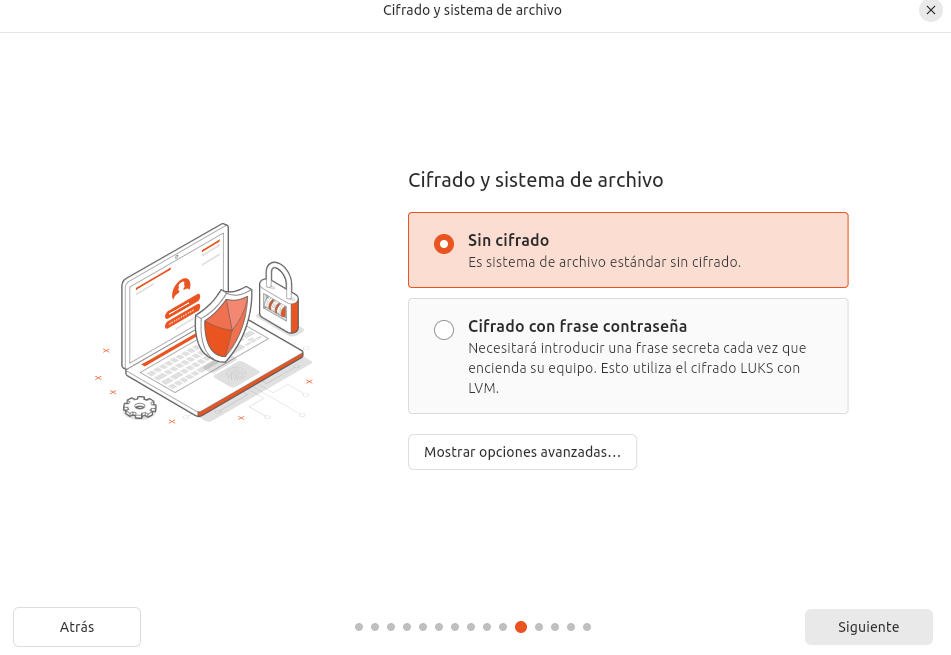 Cifrado y sistema de archivo
Cifrado y sistema de archivo
Sin cifrado
Es sistema de archivo estándar sin cifrado.
Cifrado con frase contraseña
Necesitará introducir una frase secreta cada vez que
encienda su equipo. Esto utiliza el cifrado LUKS con
LVM.
Mostrar opciones avanzadas...
Atrás
Siguiente